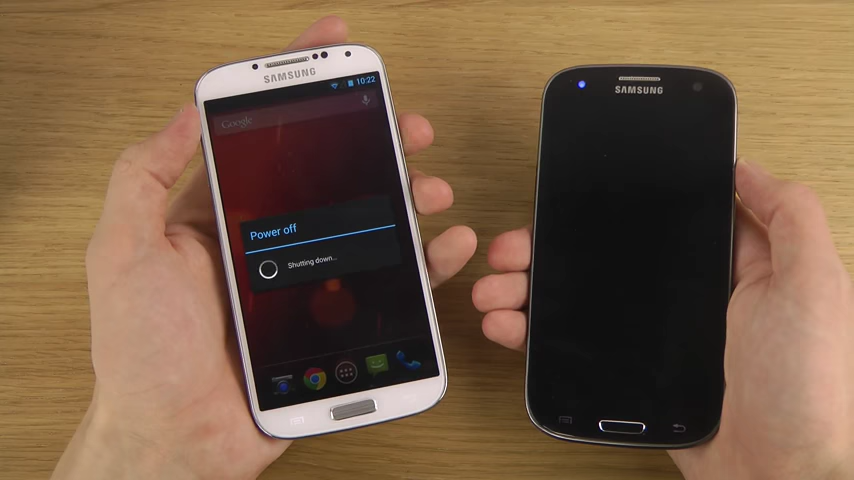 SAMSUNG
10:22
Google
Power off
Shutting down...
SAMSUNG